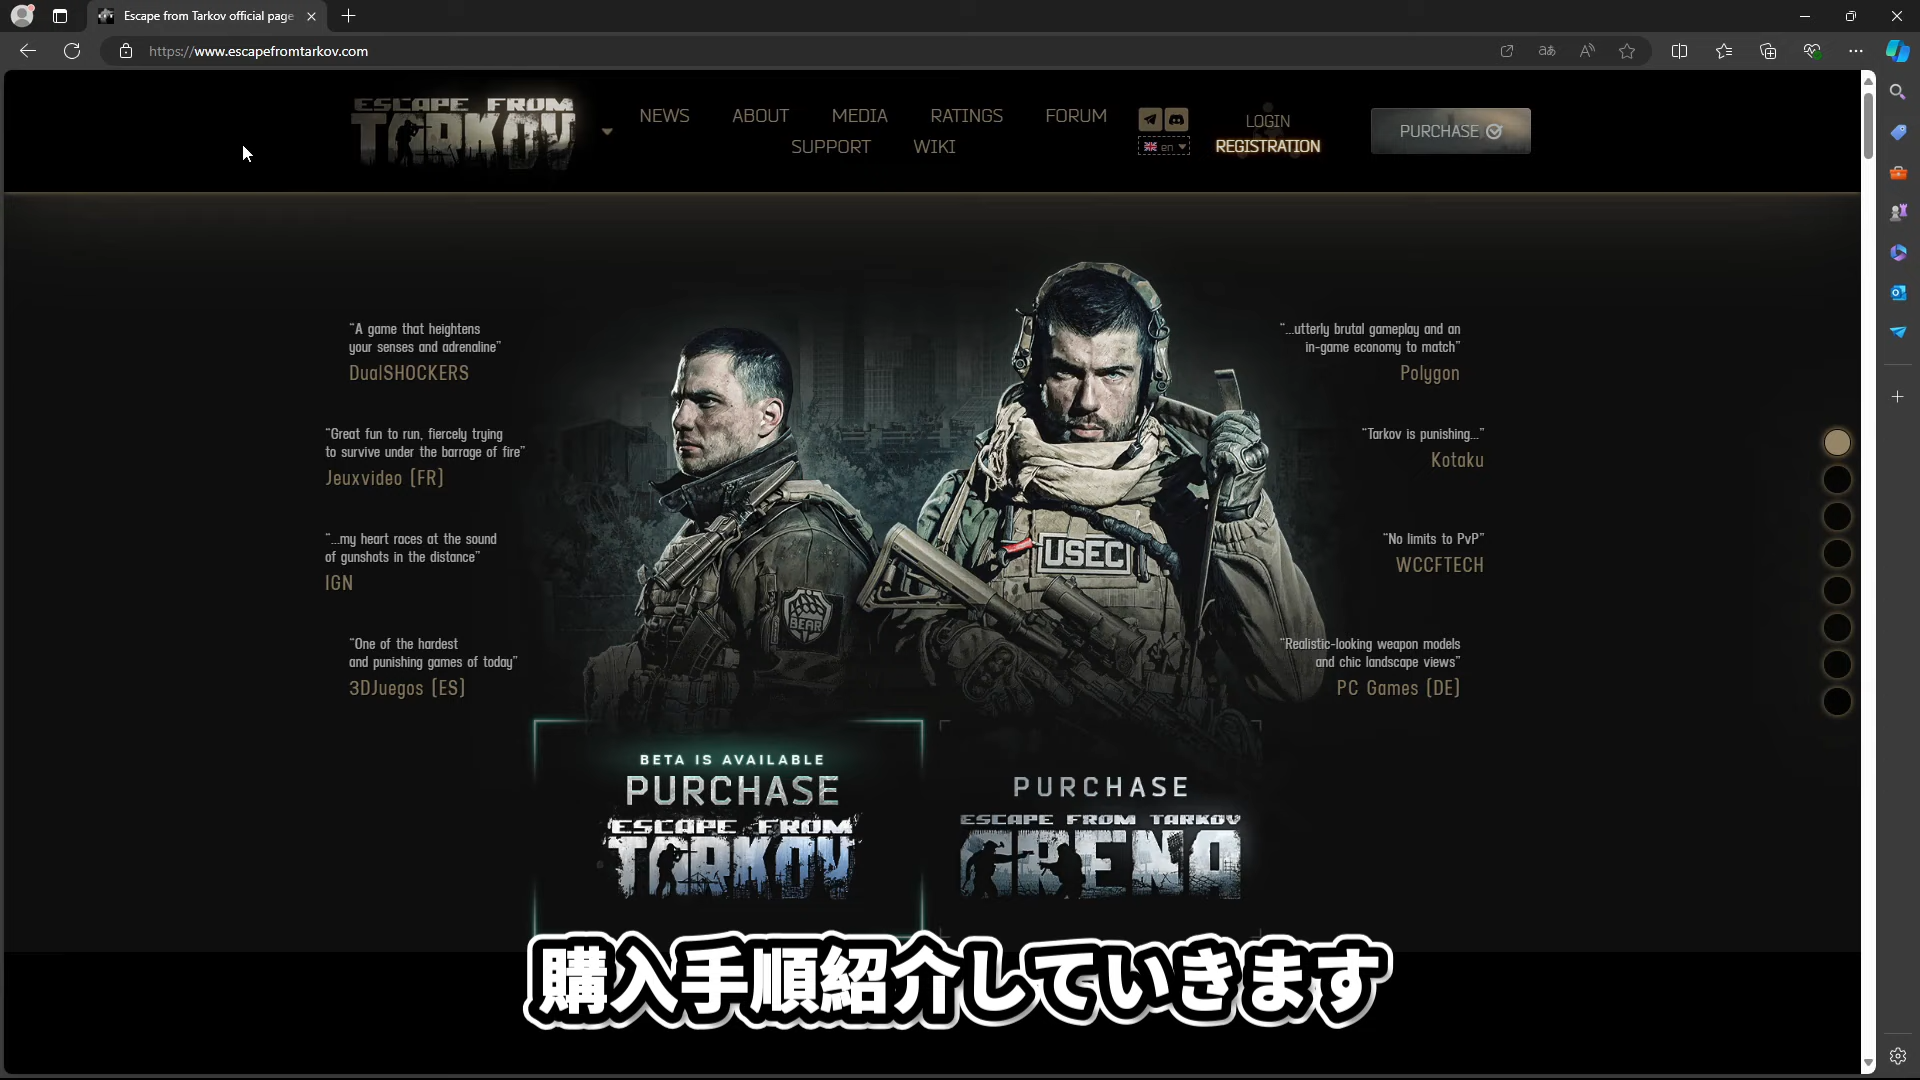 Escape from Tarkov official page
https://www.escapefromtarkov.com
ESCAPE FROM
TARKOV
NEWS
ABOUT
MEDIA
RATINGS
FORUM
SUPPORT
WIKI
en
LOGIN
REGISTRATION
PURCHASE
"A game that heightens
your senses and adrenaline"
DualSHOCKERS
"Great fun to run, fiercely trying
to survive under the barrage of fire"
Jeuxvideo (FR)
"...my heart races at the sound
of gunshots in the distance"
IGN
"One of the hardest
and punishing games of today"
3DJuegos (ES)
"...utterly brutal gameplay and an
in-game economy to match"
Polygon
"Tarkov is punishing..."
Kotaku
"No limits to PvP"
WCCFTECH
"Realistic-looking weapon models
and chic landscape views"
PC Games (DE)
USEC
BEAR
BETA IS AVAILABLE
PURCHASE
ESCAPE FROM
TARKOV
PURCHASE
ESCAPE FROM TARKOV
ARENA
購入手順紹介していきます